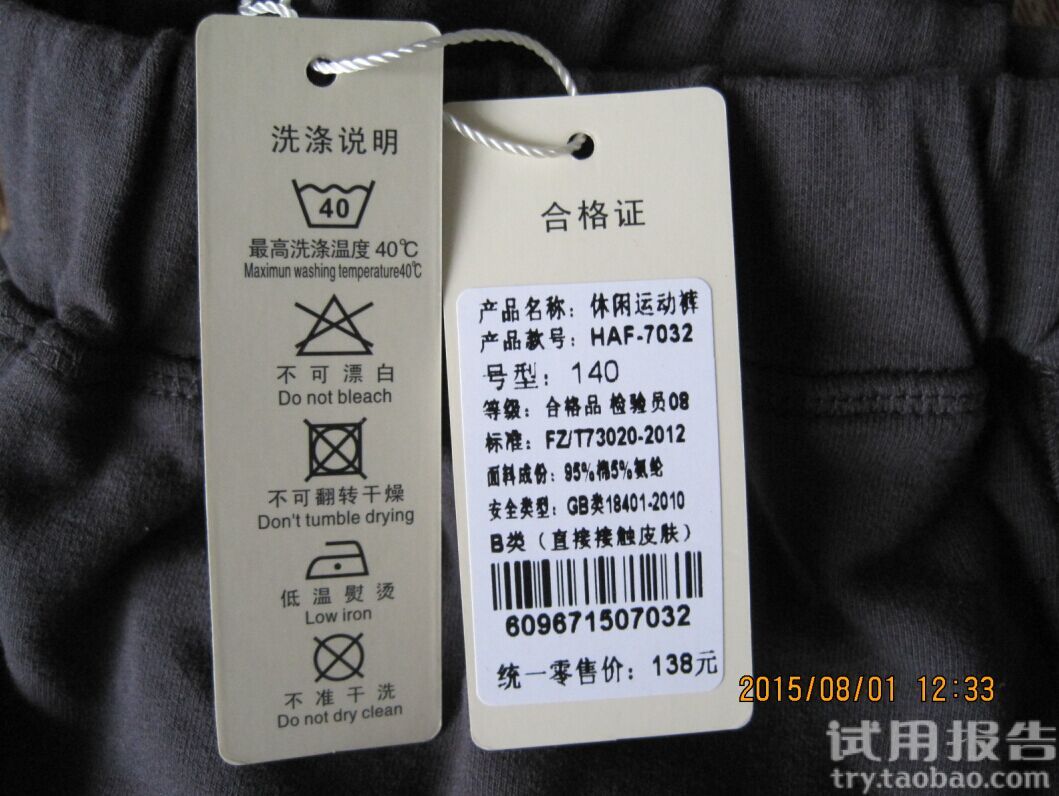 洗涤说明
40
最高洗涤温度 40℃
Maximun washing temperature40℃
不可漂白
Do not bleach
不可翻转干燥
Don't tumble drying
低温熨烫
Low iron
不准干洗
Do not dry clean
合格证
产品名称：休闲运动裤
产品款号：HAF-7032
号型：140
等级：合格品 检验员08
标准：FZ/T73020-2012
面料成份：95%棉5%氨纶
安全类型：GB类18401-2010
B类（直接接触皮肤）
609671507032
统一零售价：138元
2015/08/01 12:33
试用报告
try.taobao.com